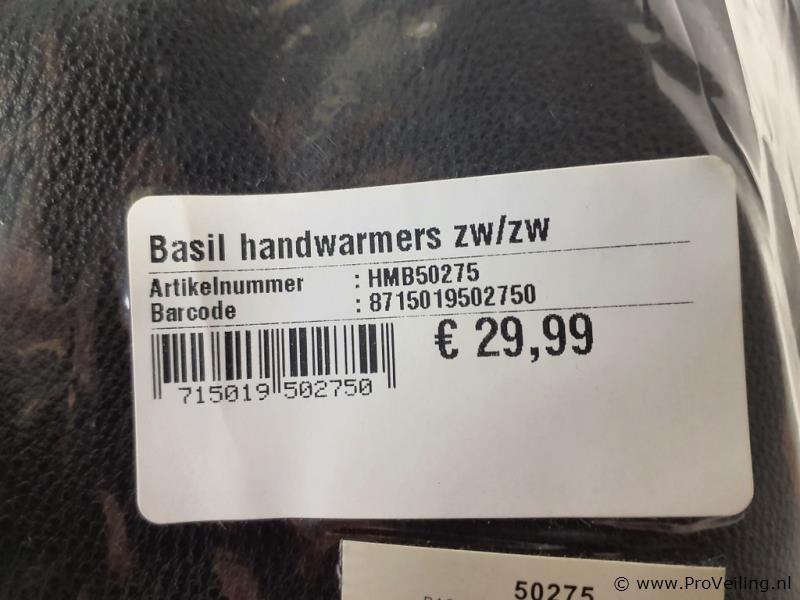 Basil handwarmers zw/zw
Artikelnummer : HMB50275
Barcode : 8715019502750
€ 29,99
715019 502750
50275
© www.ProVeiling.nl